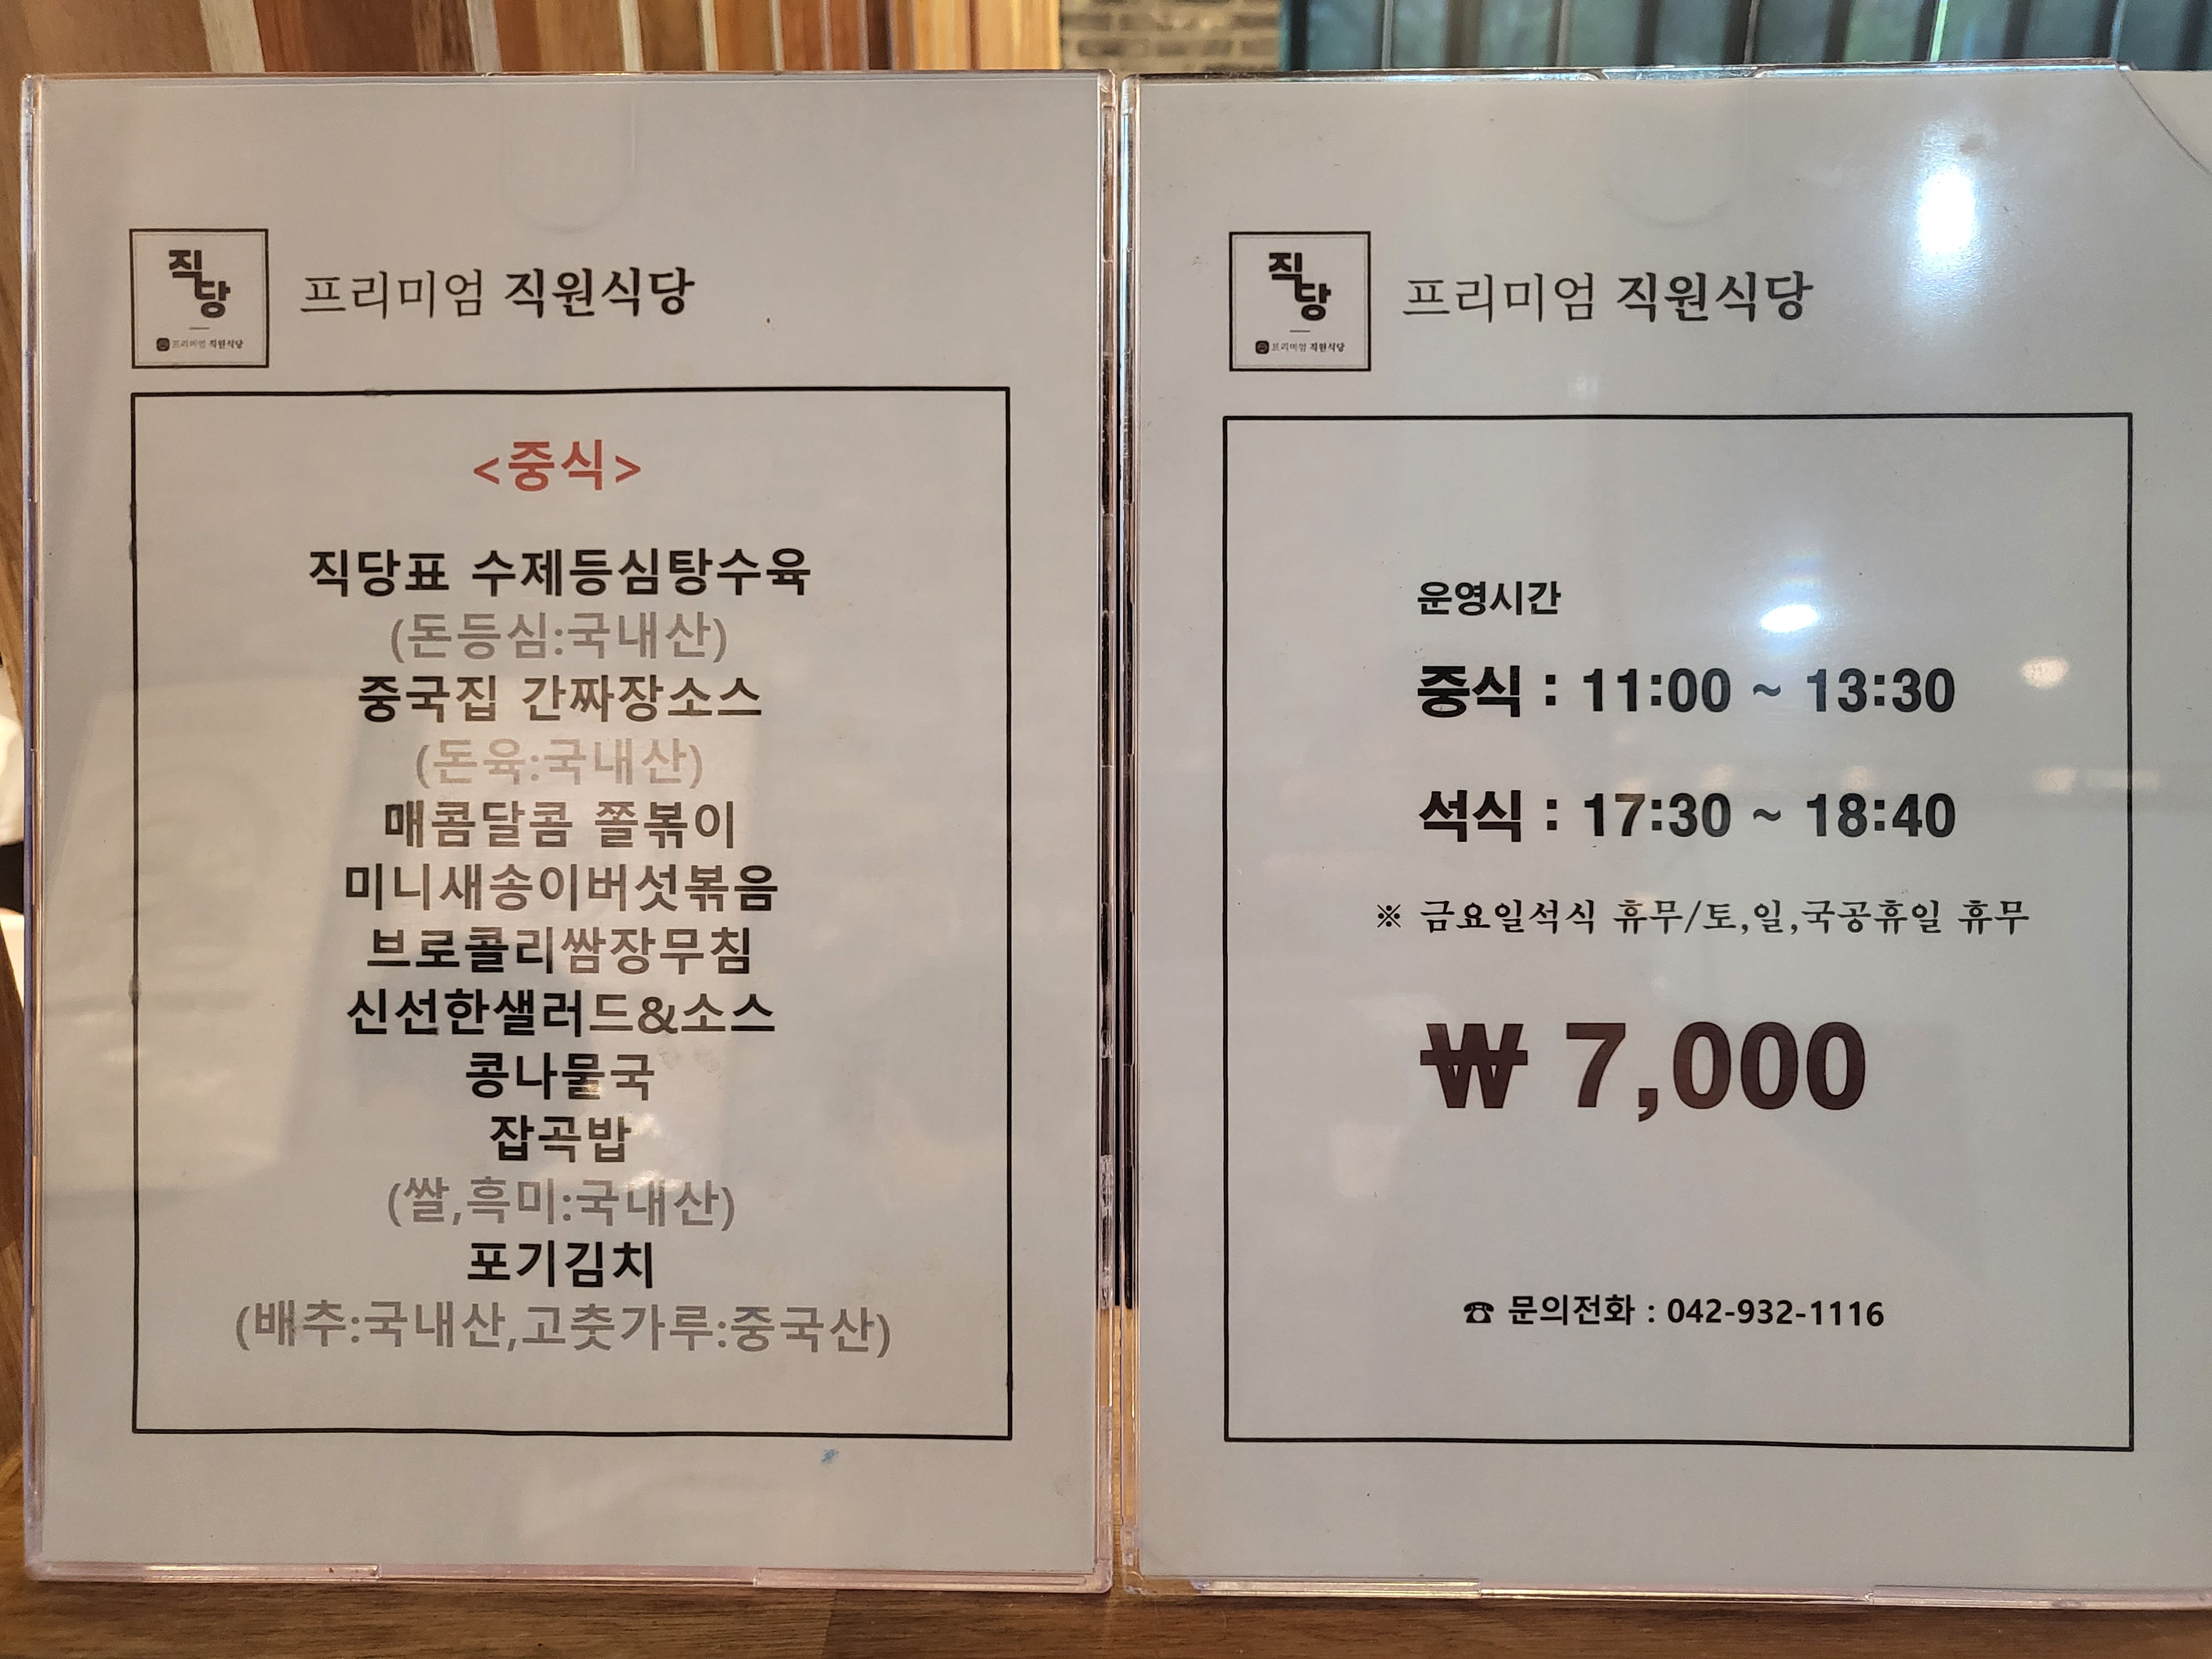 직당
프리미엄 직원식당
프리미엄 직원식당
<중식>
직당표 수제등심탕수육
(돈등심:국내산)
중국집 간짜장소스
(돈육:국내산)
매콤달콤 쫄볶이
미니새송이버섯볶음
브로콜리쌈장무침
신선한샐러드&소스
콩나물국
잡곡밥
(쌀,흑미:국내산)
포기김치
(배추:국내산,고춧가루:중국산)
직당
프리미엄 직원식당
프리미엄 직원식당
운영시간
중식 : 11:00 ~ 13:30
석식 : 17:30 ~ 18:40
※ 금요일석식 휴무/토,일,국공휴일 휴무
₩ 7,000
☎ 문의전화 : 042-932-1116